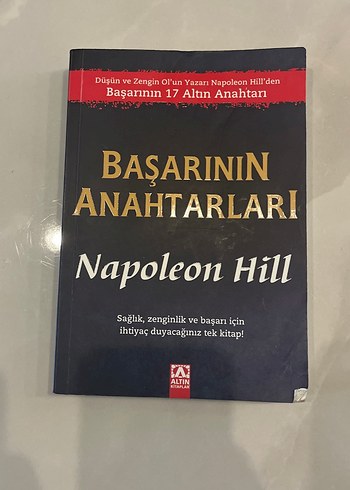 Düşün ve Zengin Ol'un Yazarı Napoleon Hill'den
Başarının 17 Altın Anahtarı
BAŞARININ
ANAHTARLARI
Napoleon Hill
Sağlık, zenginlik ve başarı için
ihtiyaç duyacağınız tek kitap!
ALTIN
KİTAPLAR